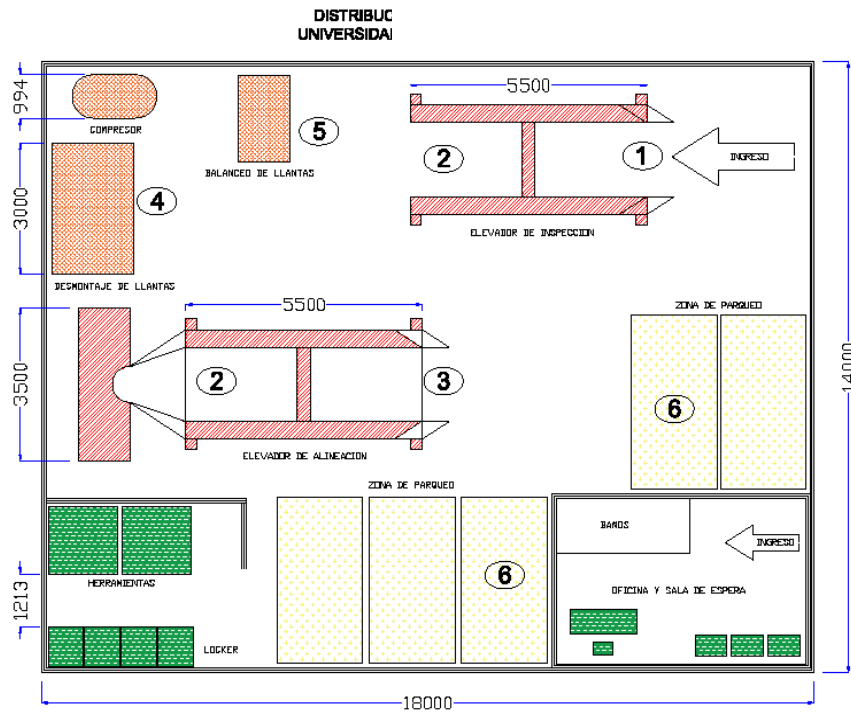 DISTRIBUC
UNIVERSIDA
5500
994
COMPRESOR
5
BALANCEO DE LLANTAS
2
1
INGRESO
3000
4
ELEVADOR DE INSPECCION
DESMONTAJE DE LLANTAS
5500
ZONA DE PARQUEO
14000
3500
2
3
6
ELEVADOR DE ALINEACION
ZONA DE PARQUEO
BANOS
INGRESO
6
HERRAMIENTAS
OFICINA Y SALA DE ESPERA
1213
LOCKER
18000